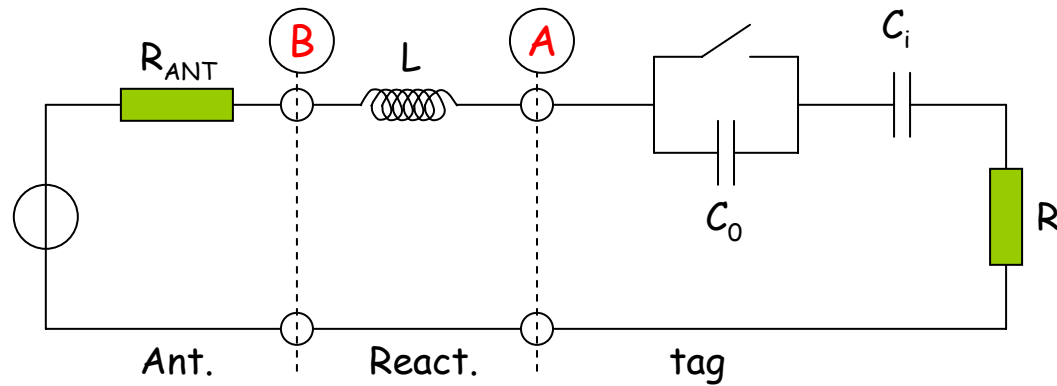 B
A
R_ANT
L
C_i
C_0
R
Ant.
React.
tag